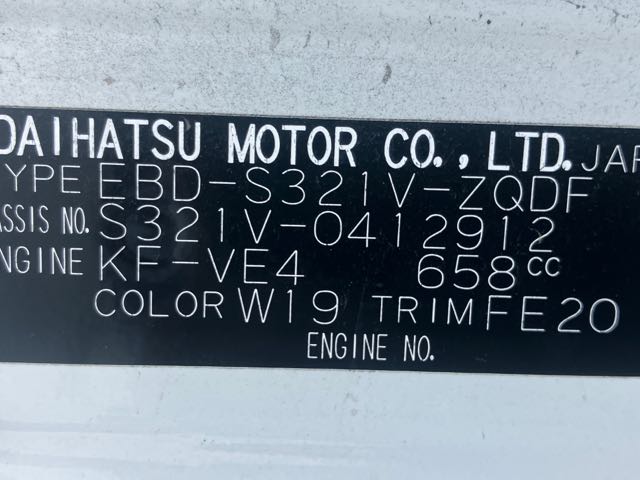 DAIHATSU MOTOR CO., LTD. JAP
TYPE EBD-S321V-ZQDF
ASSIS NO. S321V-0412912
NGINE KF-VE4 658CC
COLOR W19 TRIM FE20
ENGINE NO.